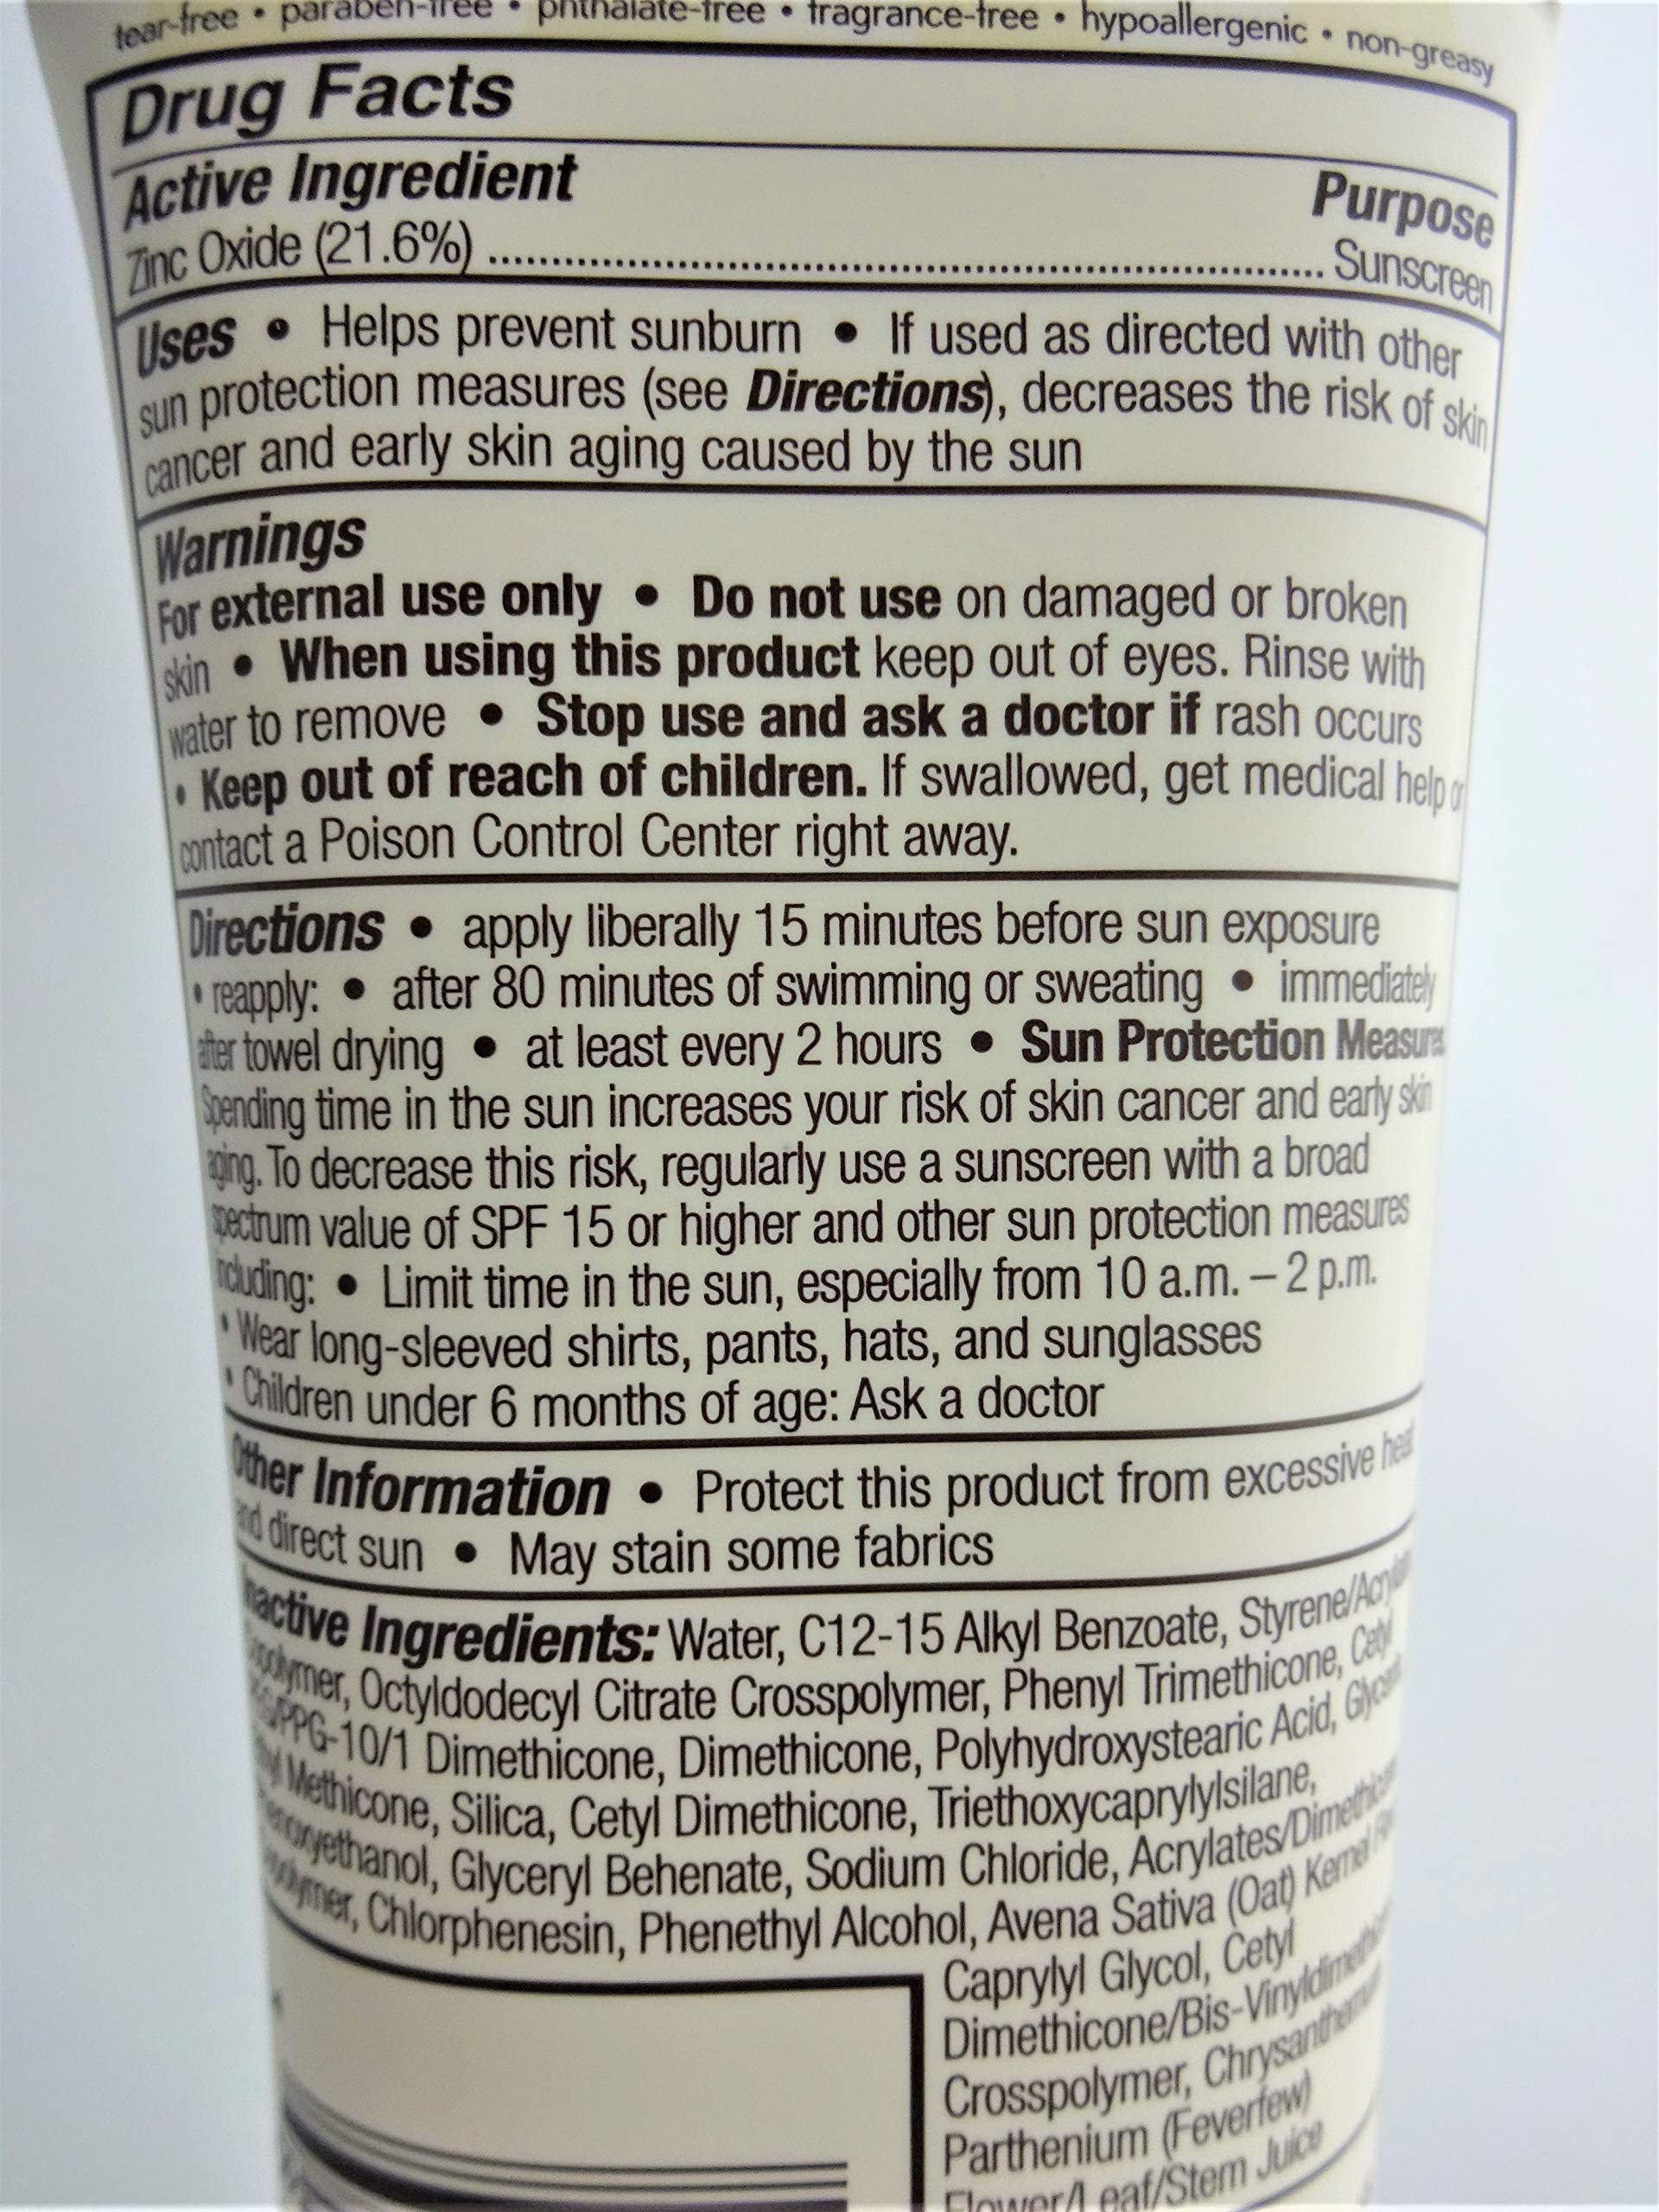 tear-free • paraben-free • phthalate-free • fragrance-free • hypoallergenic • non-greasy
Drug Facts
Active Ingredient Purpose
Zinc Oxide (21.6%) ........................................................ Sunscreen
Uses • Helps prevent sunburn • If used as directed with other
sun protection measures (see Directions), decreases the risk of skin
cancer and early skin aging caused by the sun
Warnings
For external use only • Do not use on damaged or broken
skin • When using this product keep out of eyes. Rinse with
water to remove • Stop use and ask a doctor if rash occurs
• Keep out of reach of children. If swallowed, get medical help or
contact a Poison Control Center right away.
Directions • apply liberally 15 minutes before sun exposure
• reapply: • after 80 minutes of swimming or sweating • immediately
after towel drying • at least every 2 hours • Sun Protection Measures
Spending time in the sun increases your risk of skin cancer and early skin
aging. To decrease this risk, regularly use a sunscreen with a broad
spectrum value of SPF 15 or higher and other sun protection measures
including: • Limit time in the sun, especially from 10 a.m. – 2 p.m.
• Wear long-sleeved shirts, pants, hats, and sunglasses
• Children under 6 months of age: Ask a doctor
Other Information • Protect this product from excessive heat
and direct sun • May stain some fabrics
Inactive Ingredients: Water, C12-15 Alkyl Benzoate, Styrene/
Octyldodecyl Citrate Crosspolymer, Phenyl Trimethicone, Cetyl
PPG-10/1 Dimethicone, Dimethicone, Polyhydroxystearic Acid,
Methicone, Silica, Cetyl Dimethicone, Triethoxycaprylylsilane,
Glyceryl Behenate, Sodium Chloride, Acrylates/
Chlorphenesin, Phenethyl Alcohol, Avena Sativa (Oat) Kernel
Caprylyl Glycol, Cetyl
Dimethicone/
Crosspolymer,
Parthenium (Feverfew)
Flower/Leaf/Stem Juice